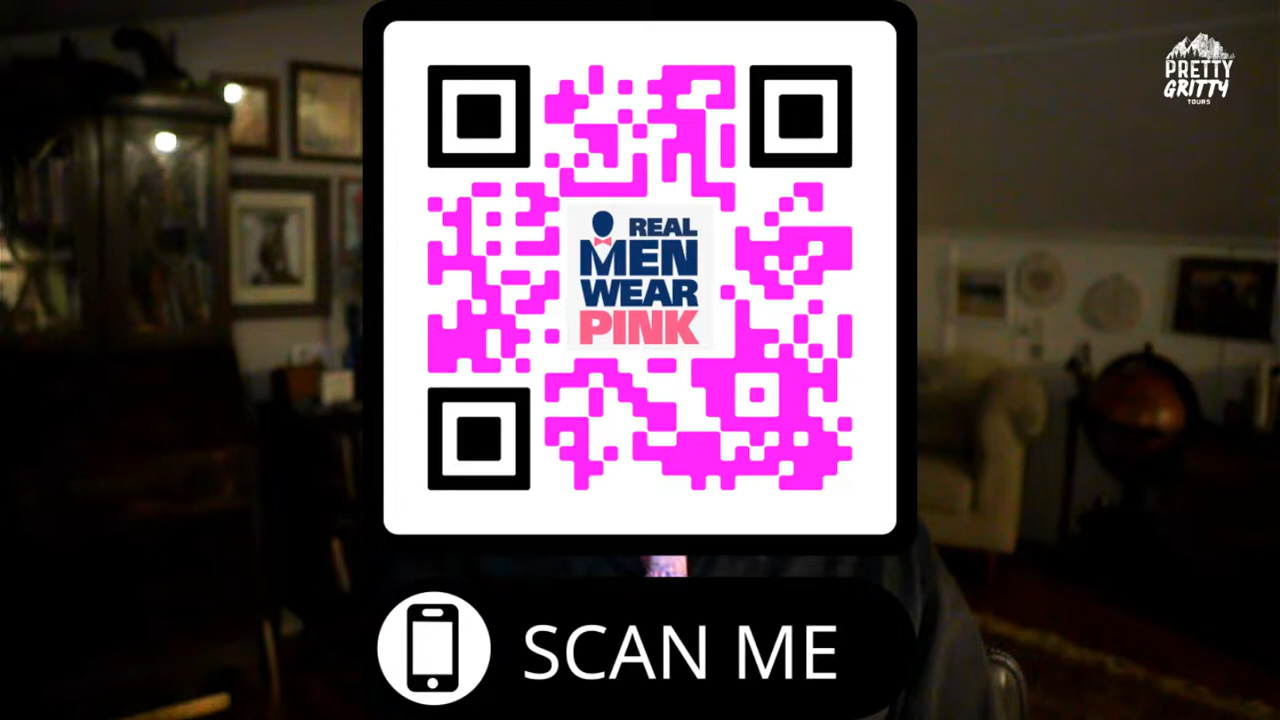 PRETTY
GRITTY
TOURS
REAL
MEN
WEAR
PINK
SCAN ME